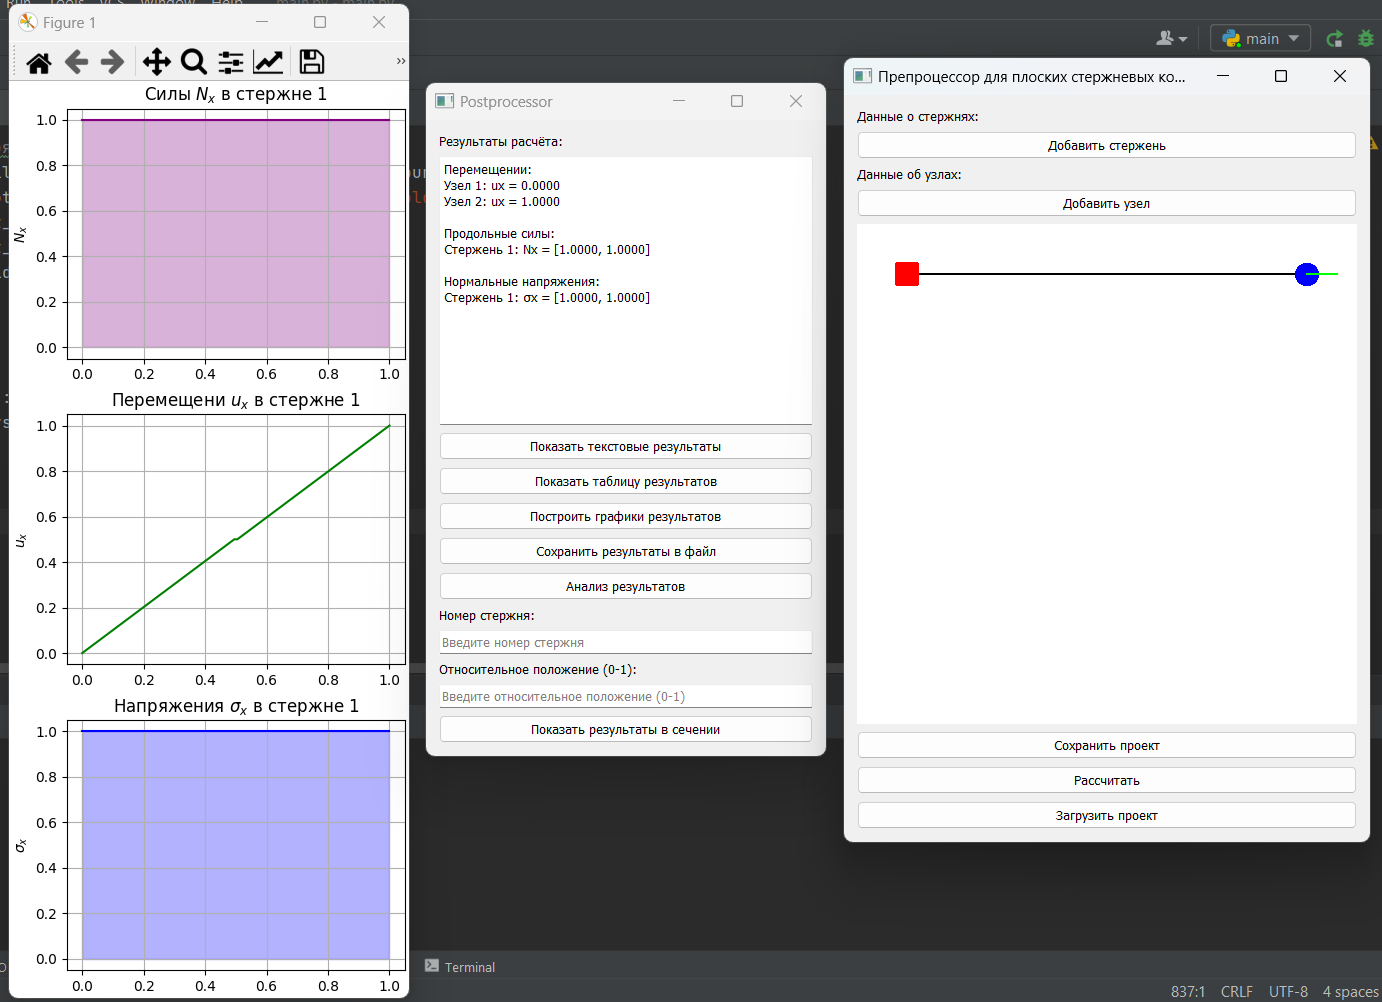 Figure 1
Силы Nx в стержне 1
Nx
1.0
0.8
0.6
0.4
0.2
0.0
0.0 0.2 0.4 0.6 0.8 1.0
Перемещени ux в стержне 1
ux
1.0
0.8
0.6
0.4
0.2
0.0
0.0 0.2 0.4 0.6 0.8 1.0
Напряжения σx в стержне 1
σx
1.0
0.8
0.6
0.4
0.2
0.0
0.0 0.2 0.4 0.6 0.8 1.0
Postprocessor
Результаты расчёта:
Перемещении:
Узел 1: ux = 0.0000
Узел 2: ux = 1.0000
Продольные силы:
Стержень 1: Nx = [1.0000, 1.0000]
Нормальные напряжения:
Стержень 1: σx = [1.0000, 1.0000]
Показать текстовые результаты
Показать таблицу результатов
Построить графики результатов
Сохранить результаты в файл
Анализ результатов
Номер стержня:
Введите номер стержня
Относительное положение (0-1):
Введите относительное положение (0-1)
Показать результаты в сечении
main
Препроцессор для плоских стержневых ко...
Данные о стержнях:
Добавить стержень
Данные об узлах:
Добавить узел
Сохранить проект
Рассчитать
Загрузить проект
Terminal
837:1 CRLF UTF-8 4 spaces